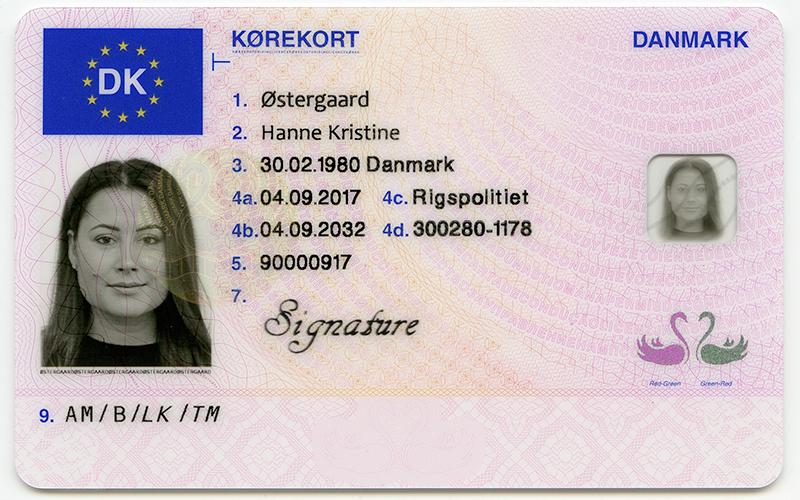 DK
KØREKORT
DANMARK
1. Østergaard
2. Hanne Kristine
3. 30.02.1980 Danmark
4a. 04.09.2017 4c. Rigspolitiet
4b. 04.09.2032 4d. 300280-1178
5. 90000917
7. Signature
ØSTERGAARDØSTERGAARDØSTERGAARDØSTERGAARD
Red-Green Green-Red
9. AM/B/LK/TM